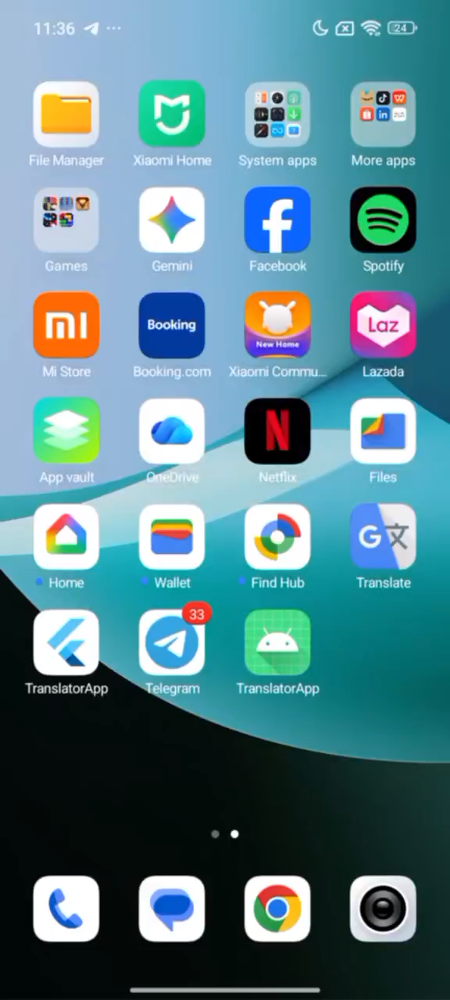 11:36
24
File Manager
Xiaomi Home
System apps
More apps
Games
Gemini
Facebook
Spotify
Booking
New Home
Laz
Mi Store
Booking.com
Xiaomi Commu...
Lazada
N
App vault
OneDrive
Netflix
Files
G文
Home
Wallet
Find Hub
Translate
33
TranslatorApp
Telegram
TranslatorApp